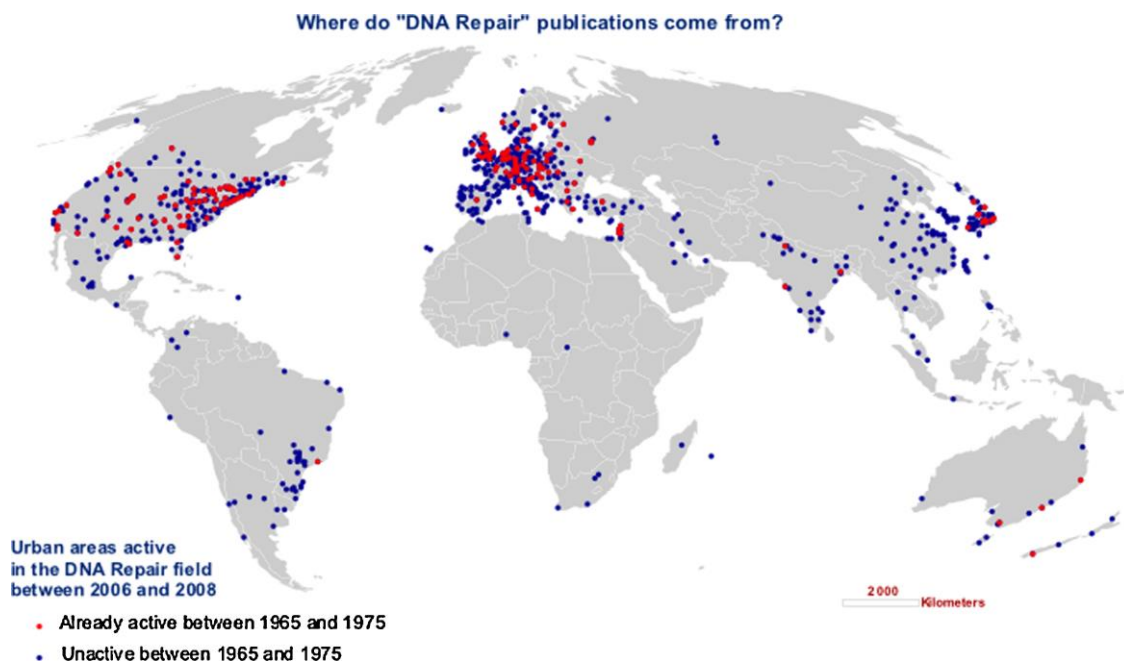 Where do "DNA Repair" publications come from?
Urban areas active
in the DNA Repair field
between 2006 and 2008
Already active between 1965 and 1975
Unactive between 1965 and 1975
2000
Kilometers